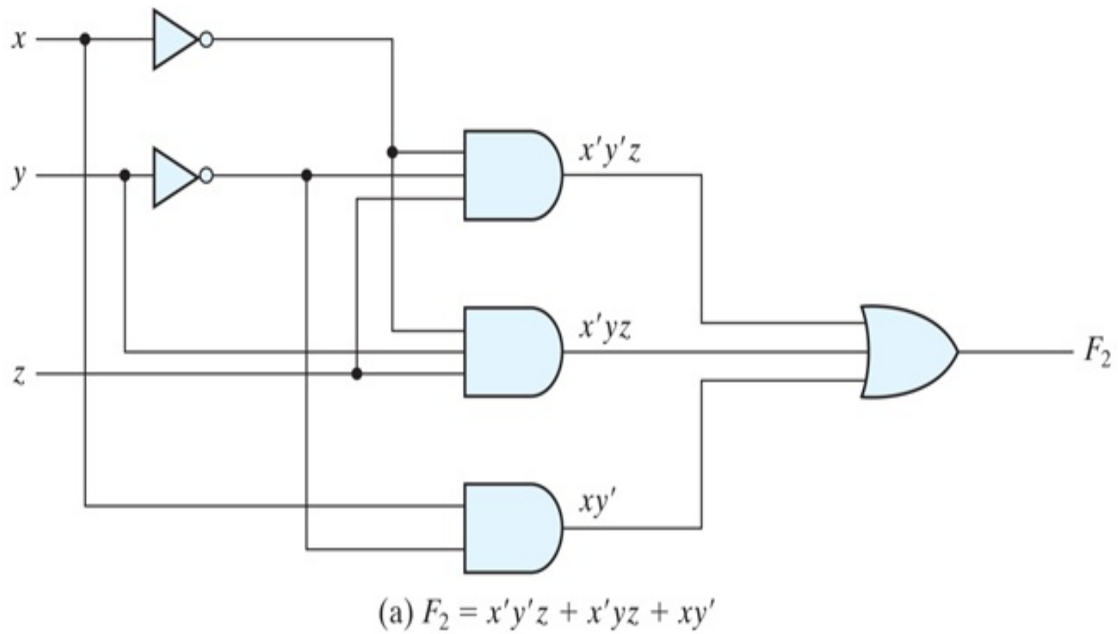 x
x'y'z
y
x'yz
F₂
z
xy'
(a) F₂ = x'y'z + x'yz + xy'